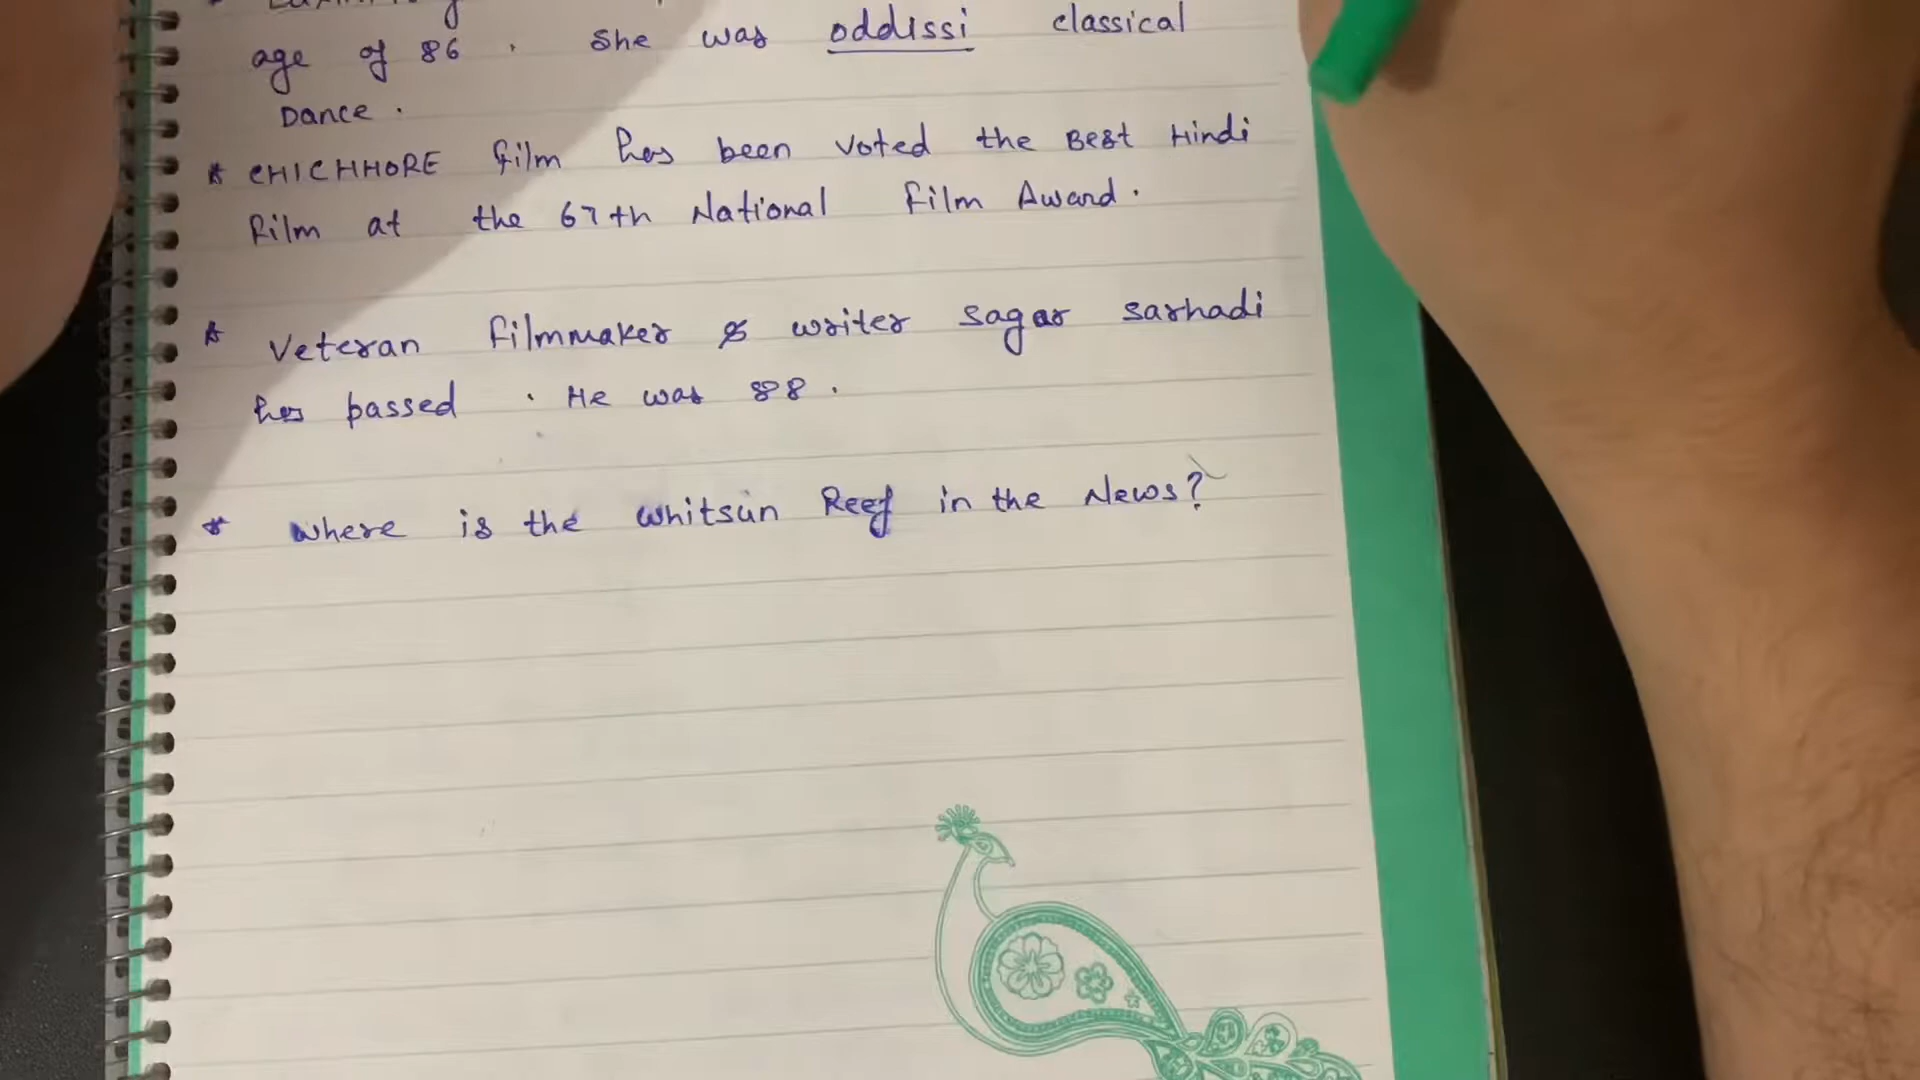 age of 86 . She was oddissi classical
Dance .
* CHICHHORE film has been voted the Best Hindi
film at the 67th National film Award .
* Veteran filmmaker & writer sagar sarhadi
has passed . He was 88 .
* where is the whitsun Reef in the News?